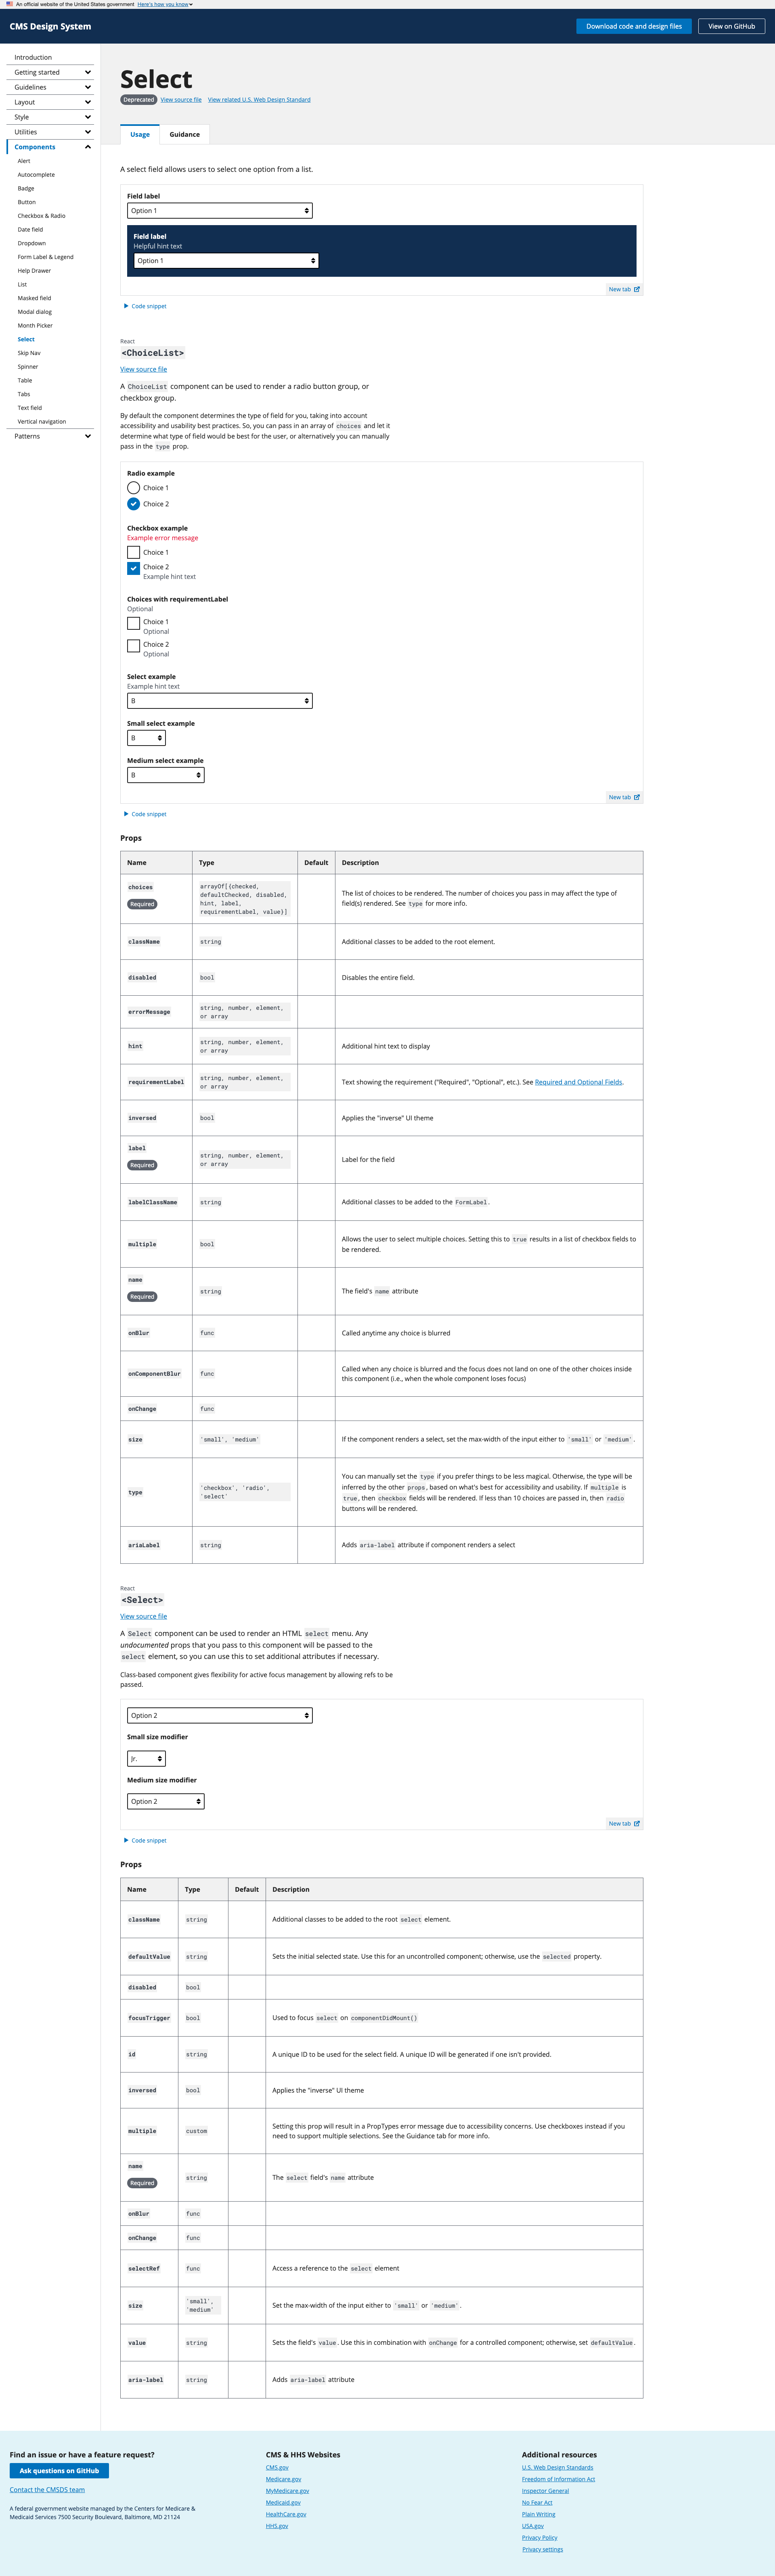 An official website of the United States government Here's how you know
CMS Design System
Download code and design files
View on GitHub
Introduction
Getting started
Guidelines
Layout
Style
Utilities
Components
Alert
Autocomplete
Badge
Button
Checkbox & Radio
Date field
Dropdown
Form Label & Legend
Help Drawer
List
Masked field
Modal dialog
Month Picker
Select
Skip Nav
Spinner
Table
Tabs
Text field
Vertical navigation
Patterns
Select
Deprecated View source file View related U.S. Web Design Standard
Usage Guidance
A select field allows users to select one option from a list.
Field label
Option 1
Field label
Helpful hint text
Option 1
New tab
Code snippet
React
<ChoiceList>
View source file
A ChoiceList component can be used to render a radio button group, or
checkbox group.
By default the component determines the type of field for you, taking into account
accessibility and usability best practices. So, you can pass in an array of choices and let it
determine what type of field would be best for the user, or alternatively you can manually
pass in the type prop.
Radio example
Choice 1
Choice 2
Checkbox example
Example error message
Choice 1
Choice 2
Example hint text
Choices with requirementLabel
Optional
Choice 1
Optional
Choice 2
Optional
Select example
Example hint text
B
Small select example
B
Medium select example
B
New tab
Code snippet
Props
Name Type Default Description
choices
Required
arrayOf[{checked,
defaultChecked, disabled,
hint, label,
requirementLabel, value}]
The list of choices to be rendered. The number of choices you pass in may affect the type of
field(s) rendered. See type for more info.
className string Additional classes to be added to the root element.
disabled bool Disables the entire field.
errorMessage string, number, element,
or array
hint string, number, element,
or array
Additional hint text to display
requirementLabel string, number, element,
or array
Text showing the requirement ("Required", "Optional", etc.). See Required and Optional Fields.
inversed bool Applies the "inverse" UI theme
label
Required
string, number, element,
or array
Label for the field
labelClassName string Additional classes to be added to the FormLabel.
multiple bool Allows the user to select multiple choices. Setting this to true results in a list of checkbox fields to
be rendered.
name
Required
string The field's name attribute
onBlur func Called anytime any choice is blurred
onComponentBlur func Called when any choice is blurred and the focus does not land on one of the other choices inside
this component (i.e., when the whole component loses focus)
onChange func
size 'small', 'medium' If the component renders a select, set the max-width of the input either to 'small' or 'medium'.
type 'checkbox', 'radio',
'select'
You can manually set the type if you prefer things to be less magical. Otherwise, the type will be
inferred by the other props, based on what's best for accessibility and usability. If multiple is
true, then checkbox fields will be rendered. If less than 10 choices are passed in, then radio
buttons will be rendered.
ariaLabel string Adds aria-label attribute if component renders a select
React
<Select>
View source file
A Select component can be used to render an HTML select menu. Any
undocumented props that you pass to this component will be passed to the
select element, so you can use this to set additional attributes if necessary.
Class-based component gives flexibility for active focus management by allowing refs to be
passed.
Option 2
Small size modifier
Jr.
Medium size modifier
Option 2
New tab
Code snippet
Props
Name Type Default Description
className string Additional classes to be added to the root select element.
defaultValue string Sets the initial selected state. Use this for an uncontrolled component; otherwise, use the selected property.
disabled bool
focusTrigger bool Used to focus select on componentDidMount()
id string A unique ID to be used for the select field. A unique ID will be generated if one isn't provided.
inversed bool Applies the "inverse" UI theme
multiple custom Setting this prop will result in a PropTypes error message due to accessibility concerns. Use checkboxes instead if you
need to support multiple selections. See the Guidance tab for more info.
name
Required
string The select field's name attribute
onBlur func
onChange func
selectRef func Access a reference to the select element
size 'small',
'medium'
Set the max-width of the input either to 'small' or 'medium'.
value string Sets the field's value. Use this in combination with onChange for a controlled component; otherwise, set defaultValue.
aria-label string Adds aria-label attribute
Find an issue or have a feature request?
Ask questions on GitHub
Contact the CMSDS team
A federal government website managed by the Centers for Medicare &
Medicaid Services 7500 Security Boulevard, Baltimore, MD 21124
CMS & HHS Websites
CMS.gov
Medicare.gov
MyMedicare.gov
Medicaid.gov
HealthCare.gov
HHS.gov
Additional resources
U.S. Web Design Standards
Freedom of Information Act
Inspector General
No Fear Act
Plain Writing
USA.gov
Privacy Policy
Privacy settings